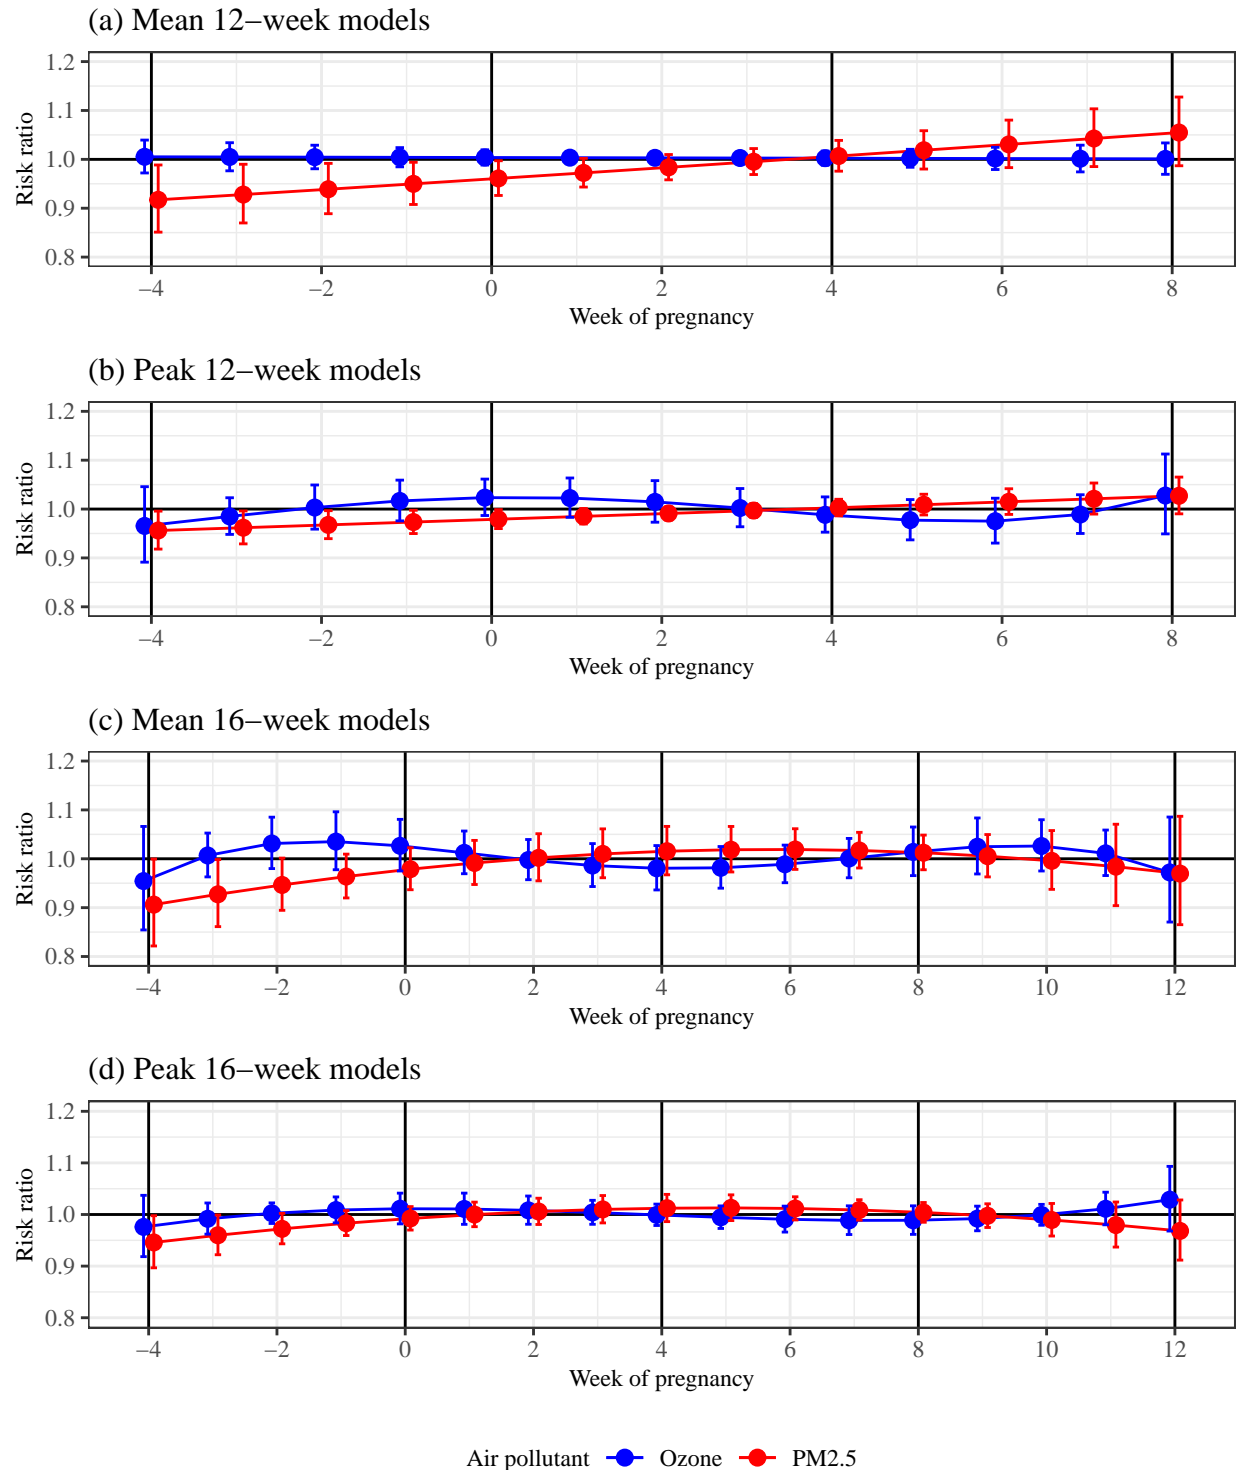 (a) Mean 12−week models
1.2
1.1
1.0
0.9
0.8
Risk ratio
−4 −2 0 2 4 6 8
Week of pregnancy
(b) Peak 12−week models
1.2
1.1
1.0
0.9
0.8
Risk ratio
−4 −2 0 2 4 6 8
Week of pregnancy
(c) Mean 16−week models
1.2
1.1
1.0
0.9
0.8
Risk ratio
−4 −2 0 2 4 6 8 10 12
Week of pregnancy
(d) Peak 16−week models
1.2
1.1
1.0
0.9
0.8
Risk ratio
−4 −2 0 2 4 6 8 10 12
Week of pregnancy
Air pollutant Ozone PM2.5